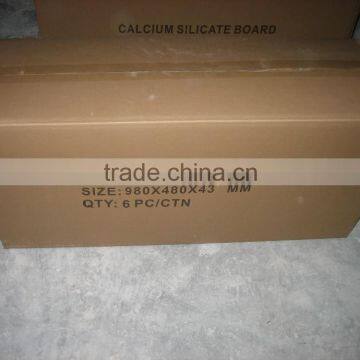 CALCIUM SILICATE BOARD
trade.china.cn
SIZE:980X480X43 MM
QTY: 6 PC/CTN